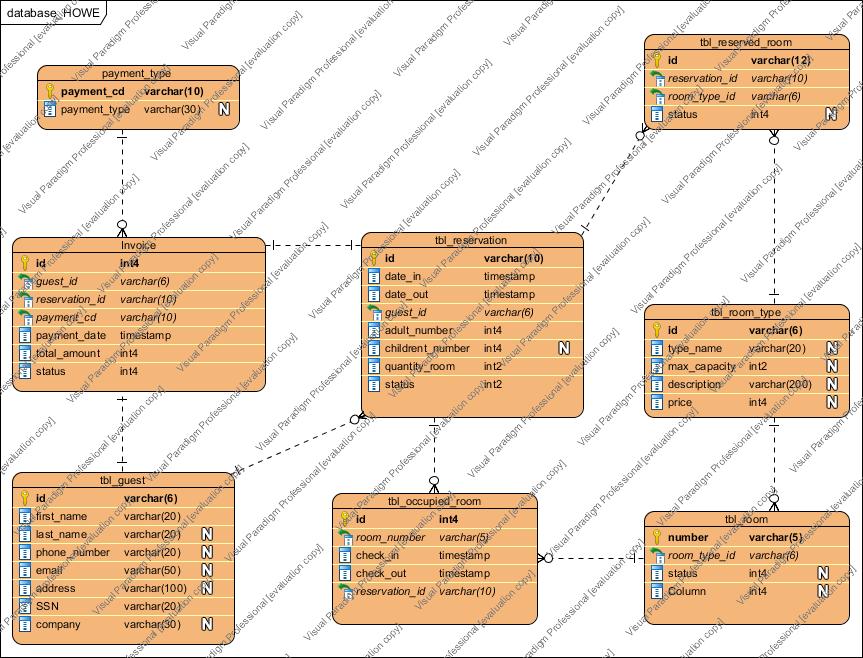 database_HOWE
payment_type
payment_cd varchar(10)
payment_type varchar(30) N
tbl_reserved_room
id varchar(12)
reservation_id varchar(10)
room_type_id varchar(6)
status int4 N
Invoice
id int4
guest_id varchar(6)
reservation_id varchar(10)
payment_cd varchar(10)
payment_date timestamp
total_amount int4
status int4
tbl_reservation
id varchar(10)
date_in timestamp
date_out timestamp
guest_id varchar(6)
adult_number int4
childrent_number int4 N
quantity_room int2
status int2
tbl_room_type
id varchar(6)
type_name varchar(20) N
max_capacity int2 N
description varchar(200) N
price int4 N
tbl_guest
id varchar(6)
first_name varchar(20)
last_name varchar(20) N
phone_number varchar(20) N
email varchar(50) N
address varchar(100) N
SSN varchar(20)
company varchar(30) N
tbl_occupied_room
id int4
room_number varchar(5)
check_in timestamp
check_out timestamp
reservation_id varchar(10)
tbl_room
number varchar(5)
room_type_id varchar(6)
status int4 N
Column int4 N
Visual Paradigm Professional [evaluation copy]